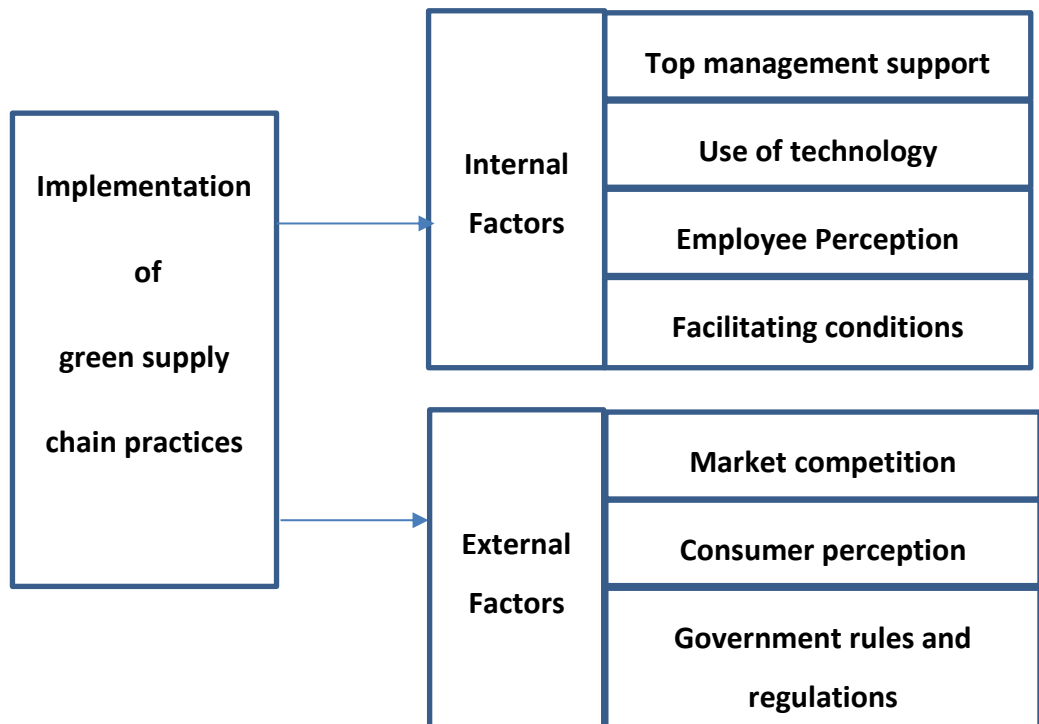 Implementation
of
green supply
chain practices
Internal
Factors
Top management support
Use of technology
Employee Perception
Facilitating conditions
External
Factors
Market competition
Consumer perception
Government rules and
regulations